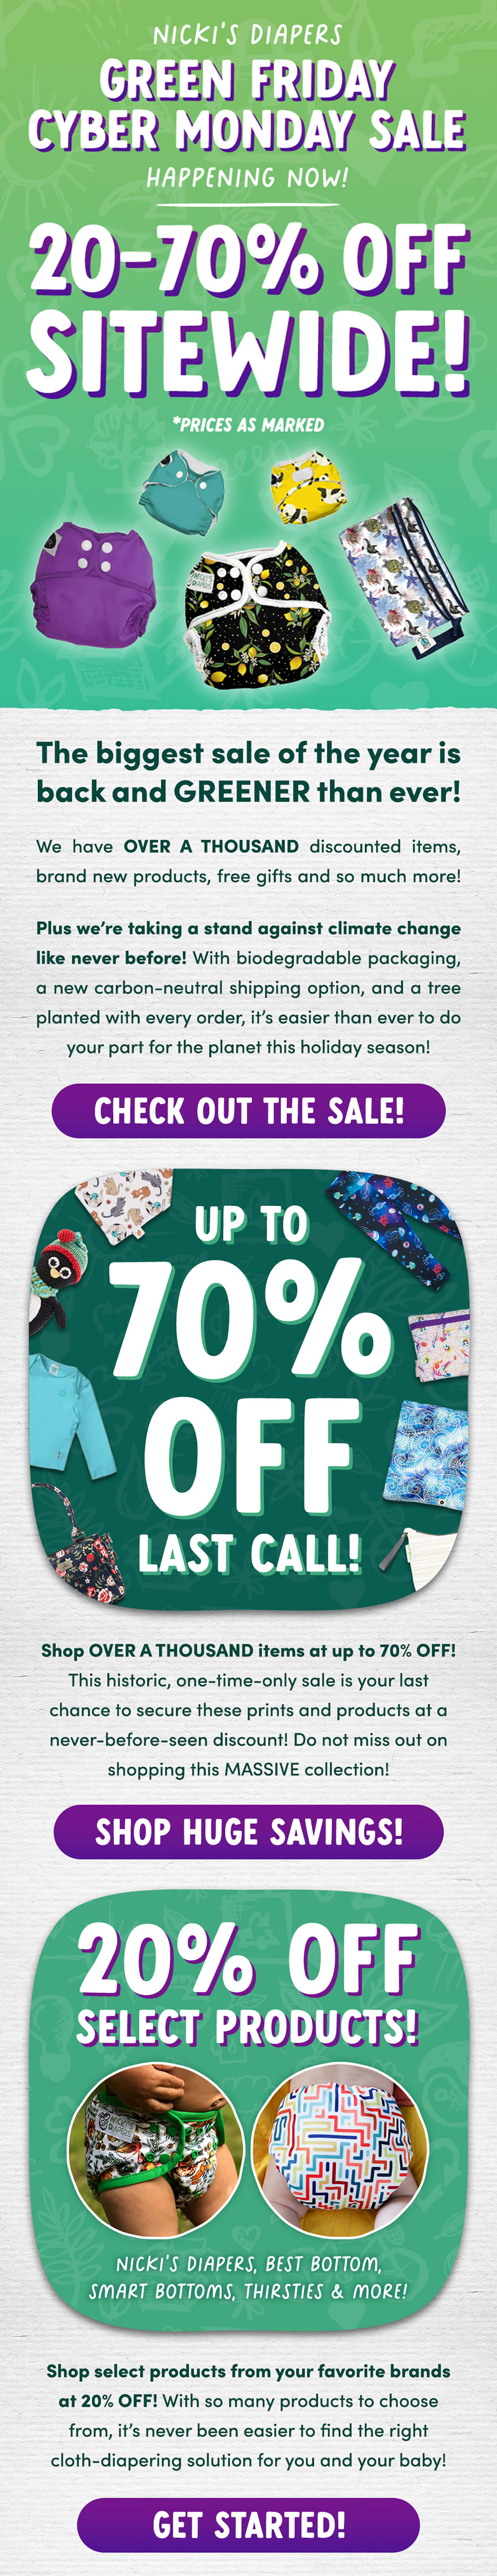 NICKI'S DIAPERS
GREEN FRIDAY
CYBER MONDAY SALE
HAPPENING NOW!
20-70% OFF
SITEWIDE!
*PRICES AS MARKED
NICKI'S
DIAPERS
The biggest sale of the year is
back and GREENER than ever!
We have OVER A THOUSAND discounted items,
brand new products, free gifts and so much more!
Plus we're taking a stand against climate change
like never before! With biodegradable packaging,
a new carbon-neutral shipping option, and a tree
planted with every order, it's easier than ever to do
your part for the planet this holiday season!
CHECK OUT THE SALE!
UP TO
70%
OFF
LAST CALL!
Shop OVER A THOUSAND items at up to 70% OFF!
This historic, one-time-only sale is your last
chance to secure these prints and products at a
never-before-seen discount! Do not miss out on
shopping this MASSIVE collection!
SHOP HUGE SAVINGS!
20% OFF
SELECT PRODUCTS!
NICKI'S
DIAPERS
NICKI'S DIAPERS, BEST BOTTOM,
SMART BOTTOMS, THIRSTIES & MORE!
Shop select products from your favorite brands
at 20% OFF! With so many products to choose
from, it's never been easier to find the right
cloth-diapering solution for you and your baby!
GET STARTED!